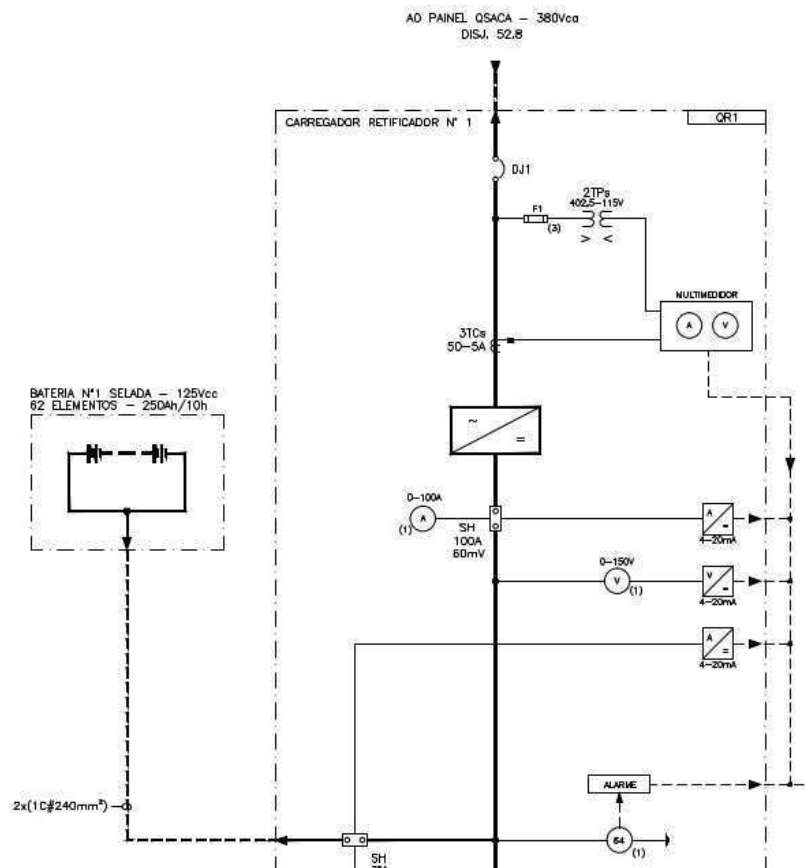 AO PAINEL QSACA – 380Vca
DISJ. 52.8
CARREGADOR RETIFICADOR N° 1
QR1
DJ1
2TPs
402,5–115V
F1
(3)
MULTIMEDIDOR
A
V
3TCs
50–5A
BATERIA N°1 SELADA – 125Vcc
62 ELEMENTOS – 250Ah/10h
~
=
0–100A
A
(1)
SH
100A
60mV
A
=
4–20mA
0–150V
V
(1)
V
=
4–20mA
A
=
4–20mA
ALARME
2x(1C#240mm²)
64
(1)
SH